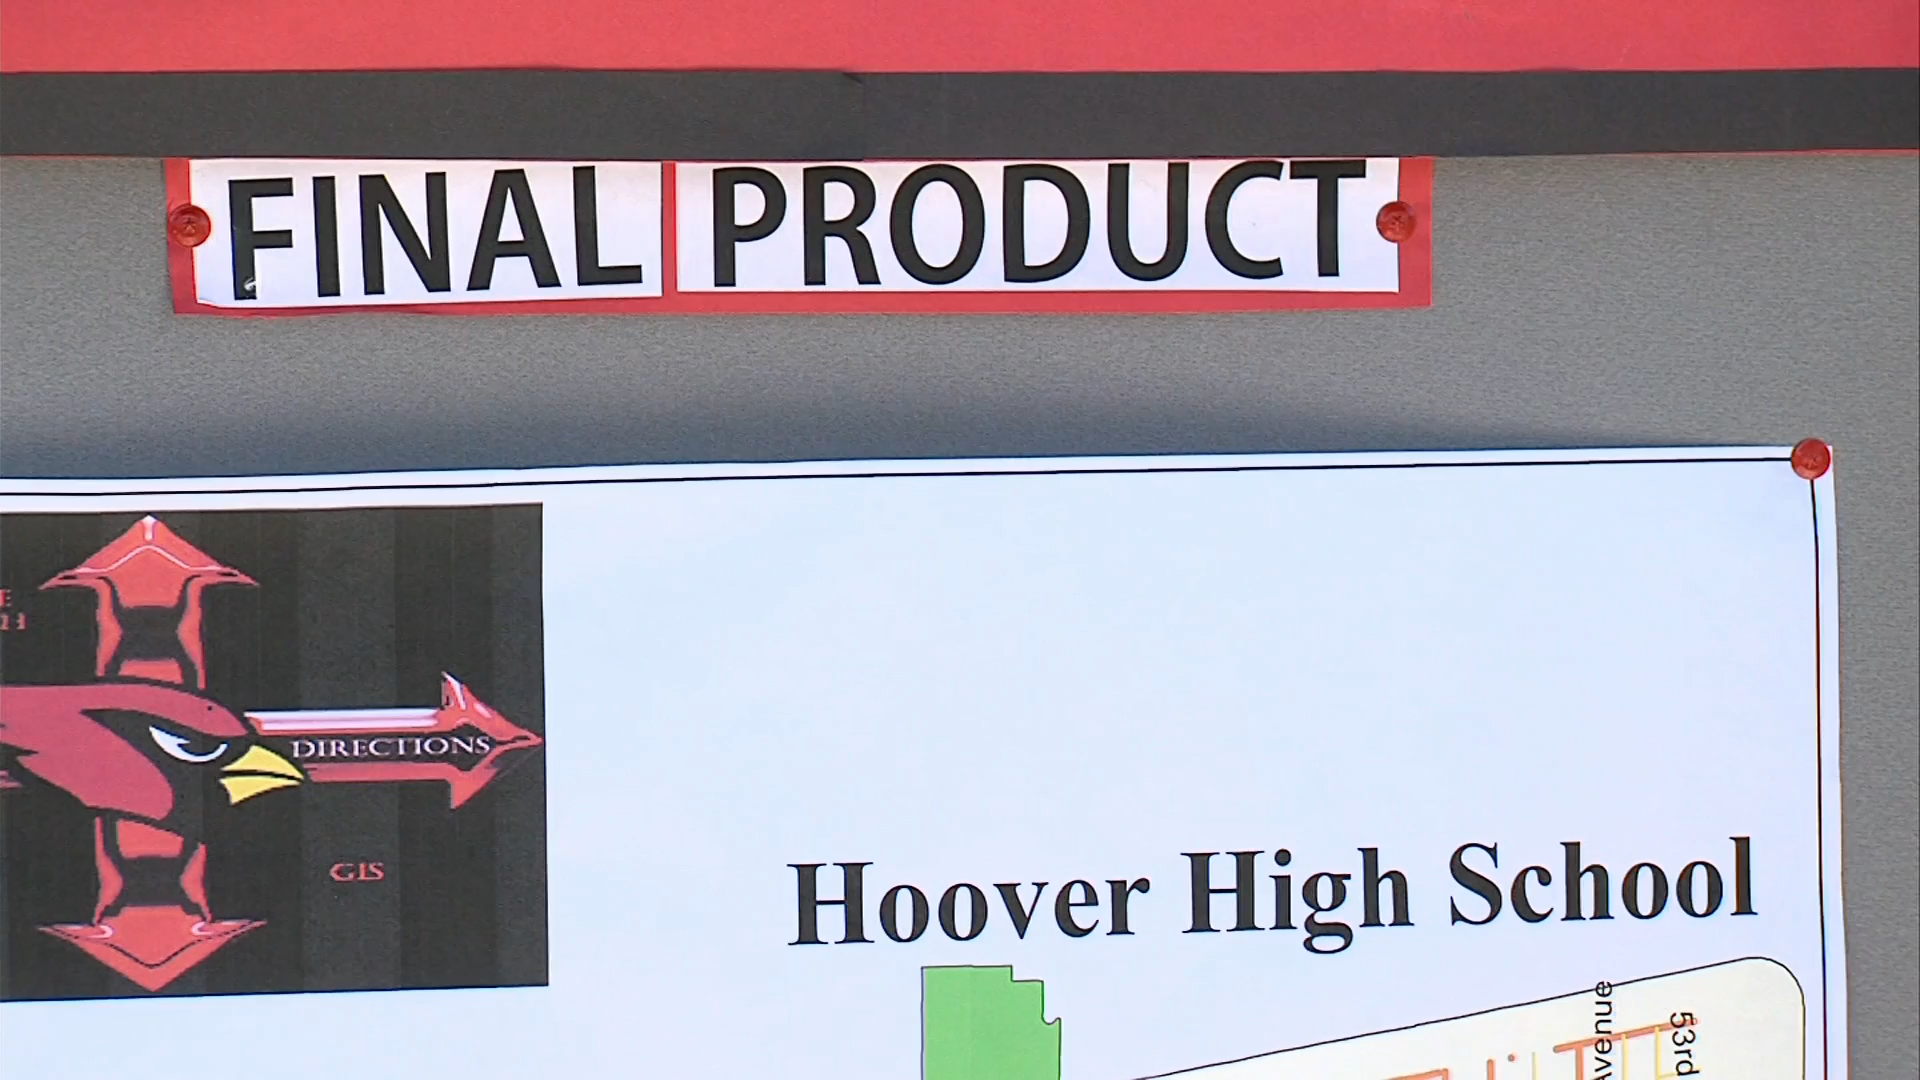 FINAL PRODUCT
DIRECTIONS
GIS
Hoover High School
Avenue
53rd